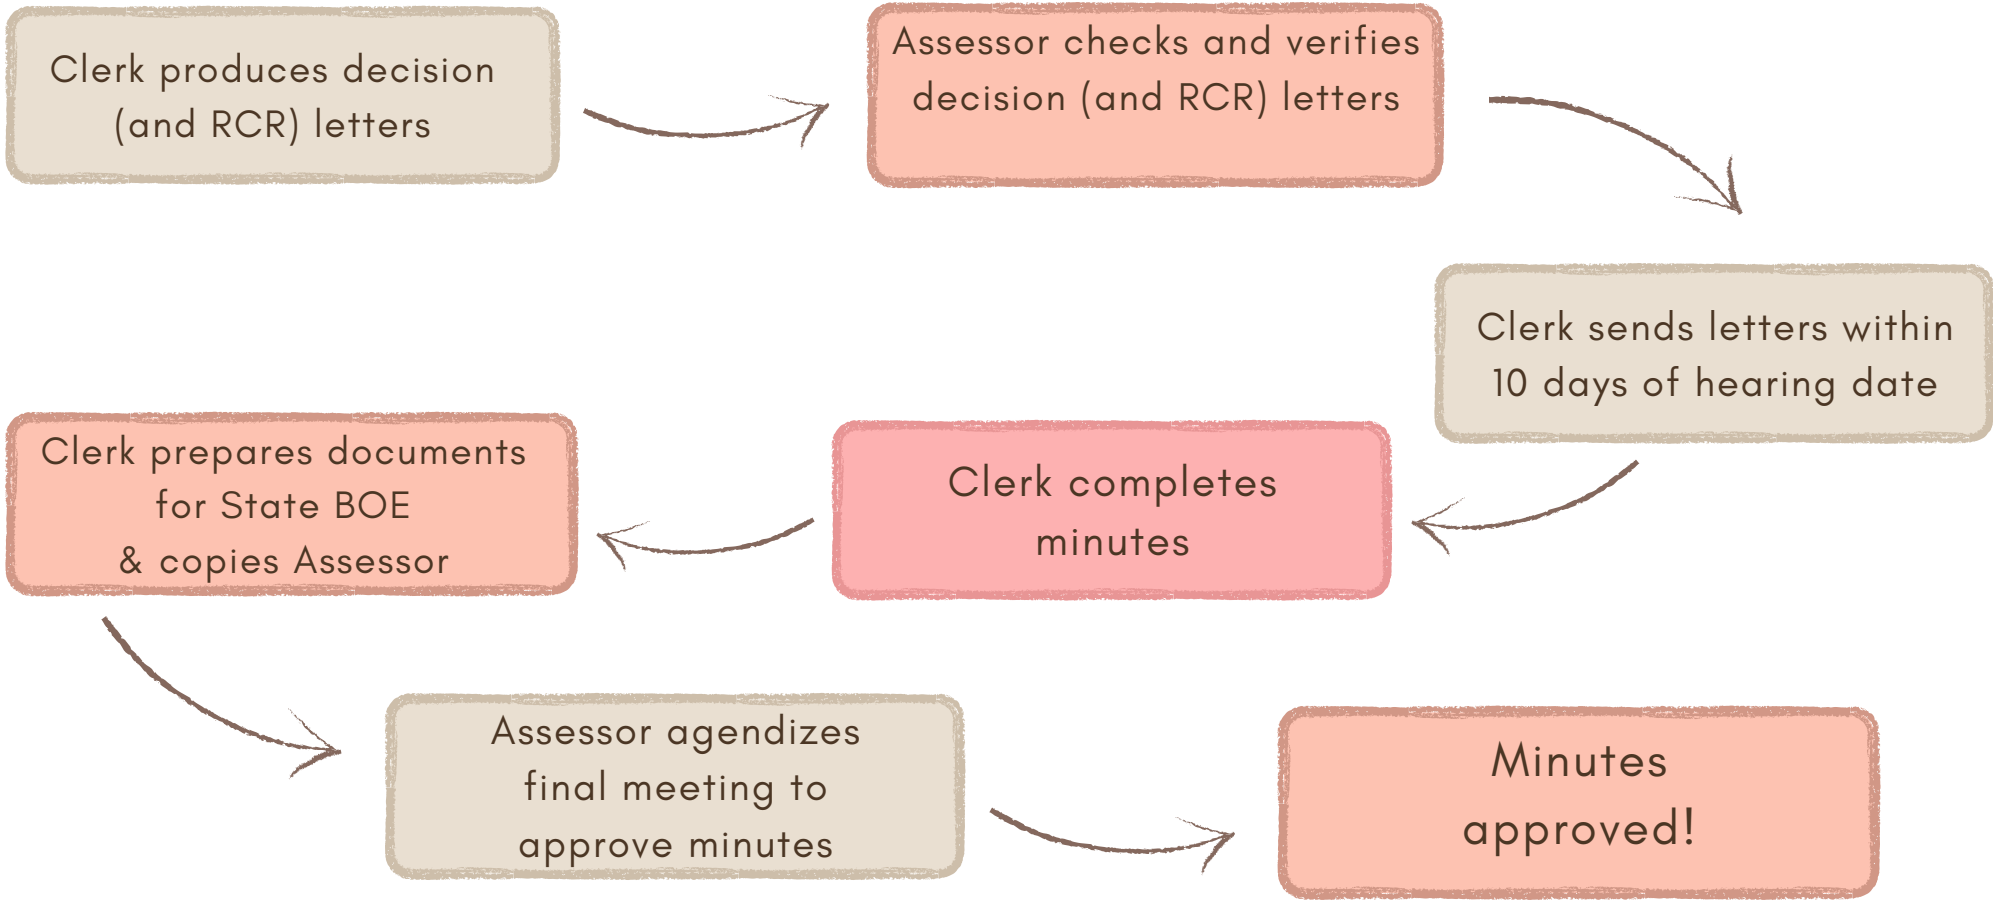 Clerk produces decision
(and RCR) letters
Assessor checks and verifies
decision (and RCR) letters
Clerk sends letters within
10 days of hearing date
Clerk completes
minutes
Clerk prepares documents
for State BOE
& copies Assessor
Assessor agendizes
final meeting to
approve minutes
Minutes
approved!